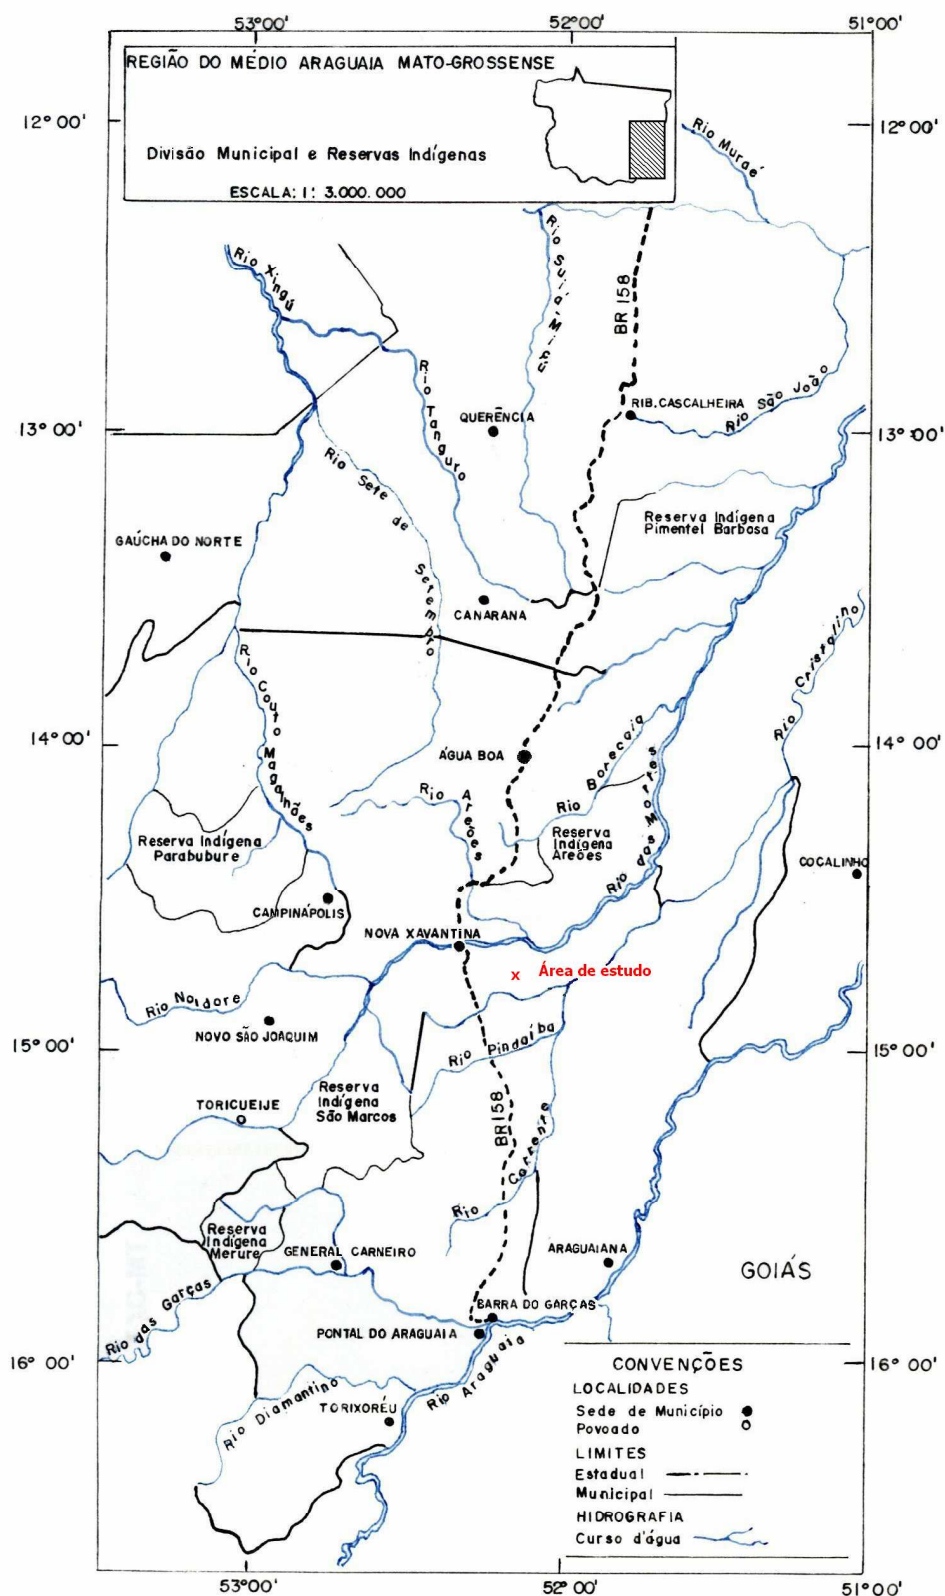 53°00'
52°00'
51°00'
REGIÃO DO MÉDIO ARAGUAIA MATO-GROSSENSE
Divisão Municipal e Reservas Indígenas
ESCALA: 1: 3.000.000
12° 00'
12° 00'
Rio Muraé
Rio Xingú
Rio Suiá-Miçu
BR 158
Rio Tanguro
QUERÊNCIA
RIB. CASCALHEIRA
Rio São João
13° 00'
13° 00'
Rio Sete de Setembro
Reserva Indígena
Pimentel Barbosa
GAÚCHA DO NORTE
CANARANA
Rio Cristalino
Rio Couto Magalhães
14° 00'
14° 00'
ÁGUA BOA
Rio Borecaia
Rio Areões
Rio das Mortes
Reserva Indígena
Parabubure
Reserva
Indígena
Areões
COCALINHO
CAMPINÁPOLIS
NOVA XAVANTINA
x Área de estudo
Rio Noidore
NOVO SÃO JOAQUIM
Rio Pindaíba
15° 00'
15° 00'
Reserva
Indígena
São Marcos
TORICUEIJE
BR 158
Rio Corrente
Reserva
Indígena
Merure
GENERAL CARNEIRO
ARAGUAIANA
GOIÁS
Rio das Garças
BARRA DO GARÇAS
PONTAL DO ARAGUAIA
Rio Araguaia
16° 00'
16° 00'
Rio Diamantino
TORIXORÉU
CONVENÇÕES
LOCALIDADES
Sede de Município
Povoado
LIMITES
Estadual
Municipal
HIDROGRAFIA
Curso d'água
53°00'
52°00'
51°00'